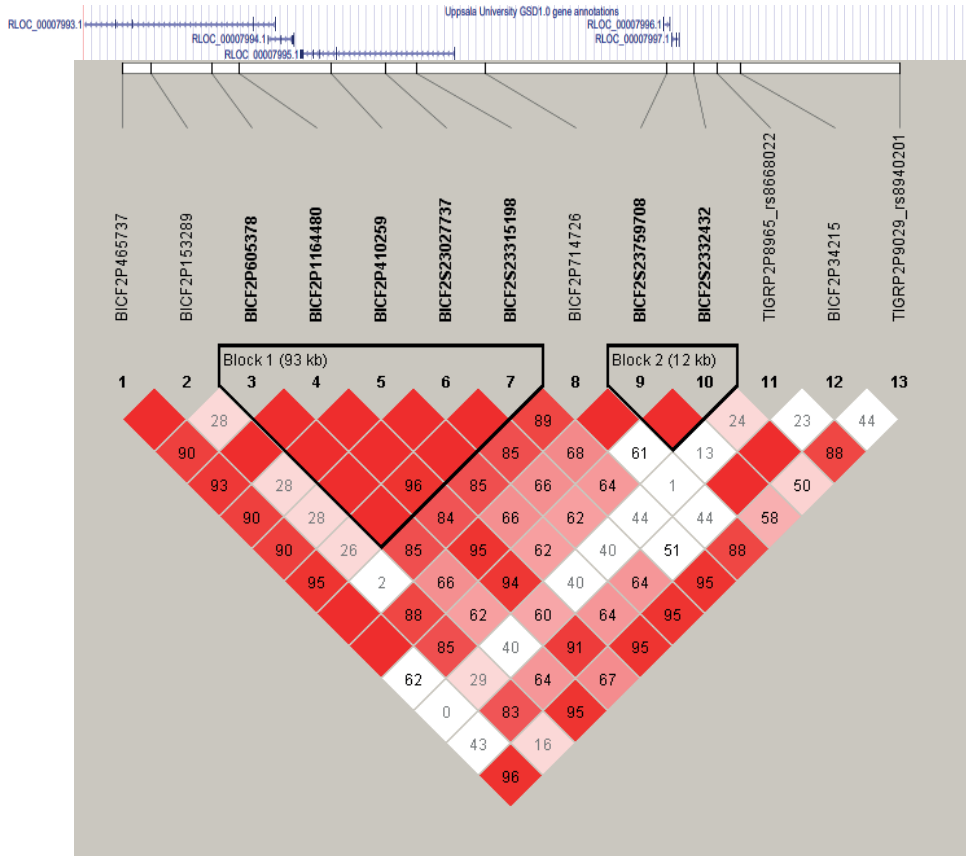 Uppsala University GSD1.0 gene annotations
RLOC_00007993.1
RLOC_00007996.1
RLOC_00007994.1
RLOC_00007997.1
RLOC_00007995.1
BICF2P465737
BICF2P153289
BICF2P605378
BICF2P1164480
BICF2P410259
BICF2S23027737
BICF2S23315198
BICF2P714726
BICF2S23759708
BICF2S2332432
TIGRP2P8965_rs8668022
BICF2P34215
TIGRP2P9029_rs8940201
Block 1 (93 kb)
Block 2 (12 kb)
1 2 3 4 5 6 7 8 9 10 11 12 13
28 89 24 23 44
90 85 68 61 13 88
93 28 96 85 66 64 1 50
90 28 84 66 62 44 44 58
90 26 85 95 62 40 51 88
95 2 66 94 40 64 95
88 62 60 64 95
85 40 91 95
62 29 64 67
0 83 95
43 16
96